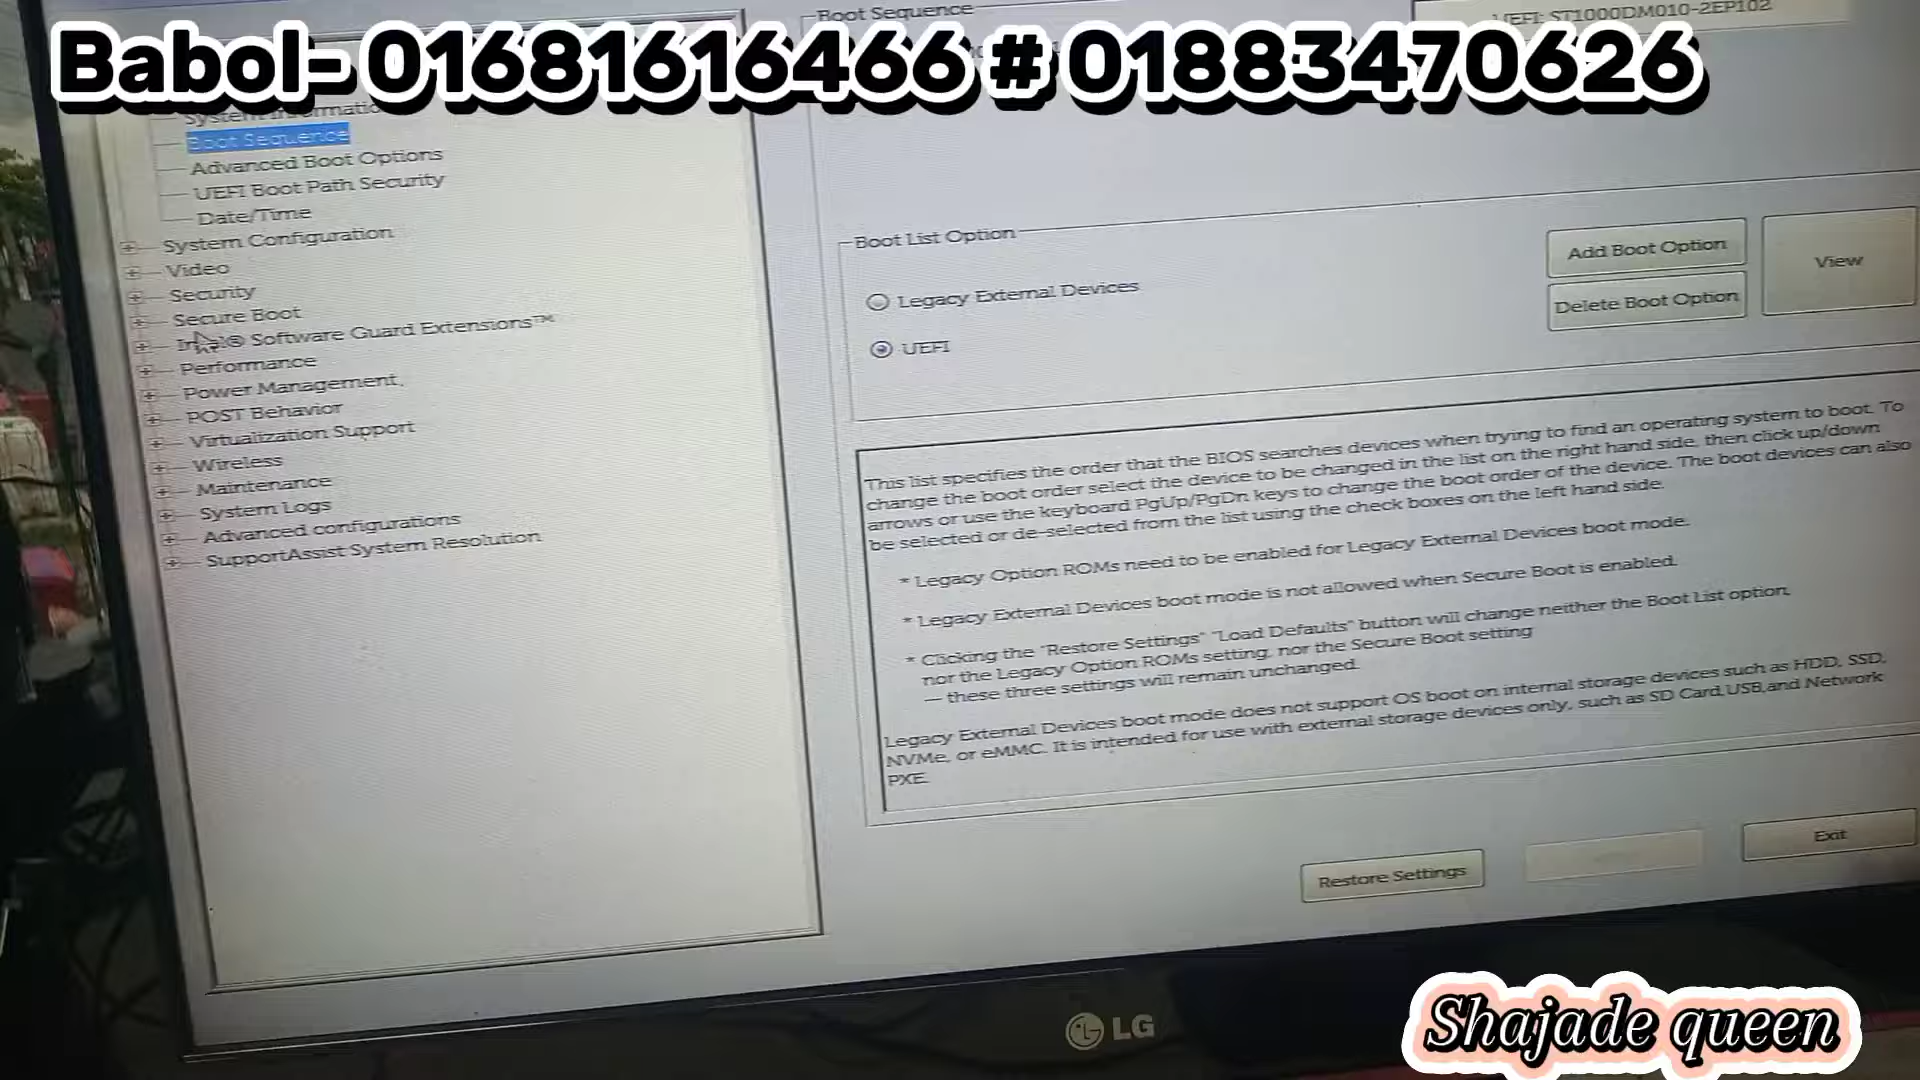 Boot Sequence
UEFI: ST1000DM010-2EP102
Babol- 01681616466 # 01883470626
System Information
Boot Sequence
Advanced Boot Options
UEFI Boot Path Security
Date/Time
System Configuration
Video
Security
Secure Boot
Intel® Software Guard Extensions™
Performance
Power Management
POST Behavior
Virtualization Support
Wireless
Maintenance
System Logs
Advanced configurations
SupportAssist System Resolution
Boot List Option
Legacy External Devices
UEFI
Add Boot Option
Delete Boot Option
View
This list specifies the order that the BIOS searches devices when trying to find an operating system to boot. To
change the boot order select the device to be changed in the list on the right hand side, then click up/down
arrows or use the keyboard PgUp/PgDn keys to change the boot order of the device. The boot devices can also
be selected or de-selected from the list using the check boxes on the left hand side.
* Legacy Option ROMs need to be enabled for Legacy External Devices boot mode.
* Legacy External Devices boot mode is not allowed when Secure Boot is enabled.
* Clicking the "Restore Settings" "Load Defaults" button will change neither the Boot List option,
nor the Legacy Option ROMs setting, nor the Secure Boot setting
— these three settings will remain unchanged.
Legacy External Devices boot mode does not support OS boot on internal storage devices such as HDD, SSD,
NVMe, or eMMC. It is intended for use with external storage devices only, such as SD Card,USB,and Network
PXE.
Restore Settings
Exit
LG
Shajade queen